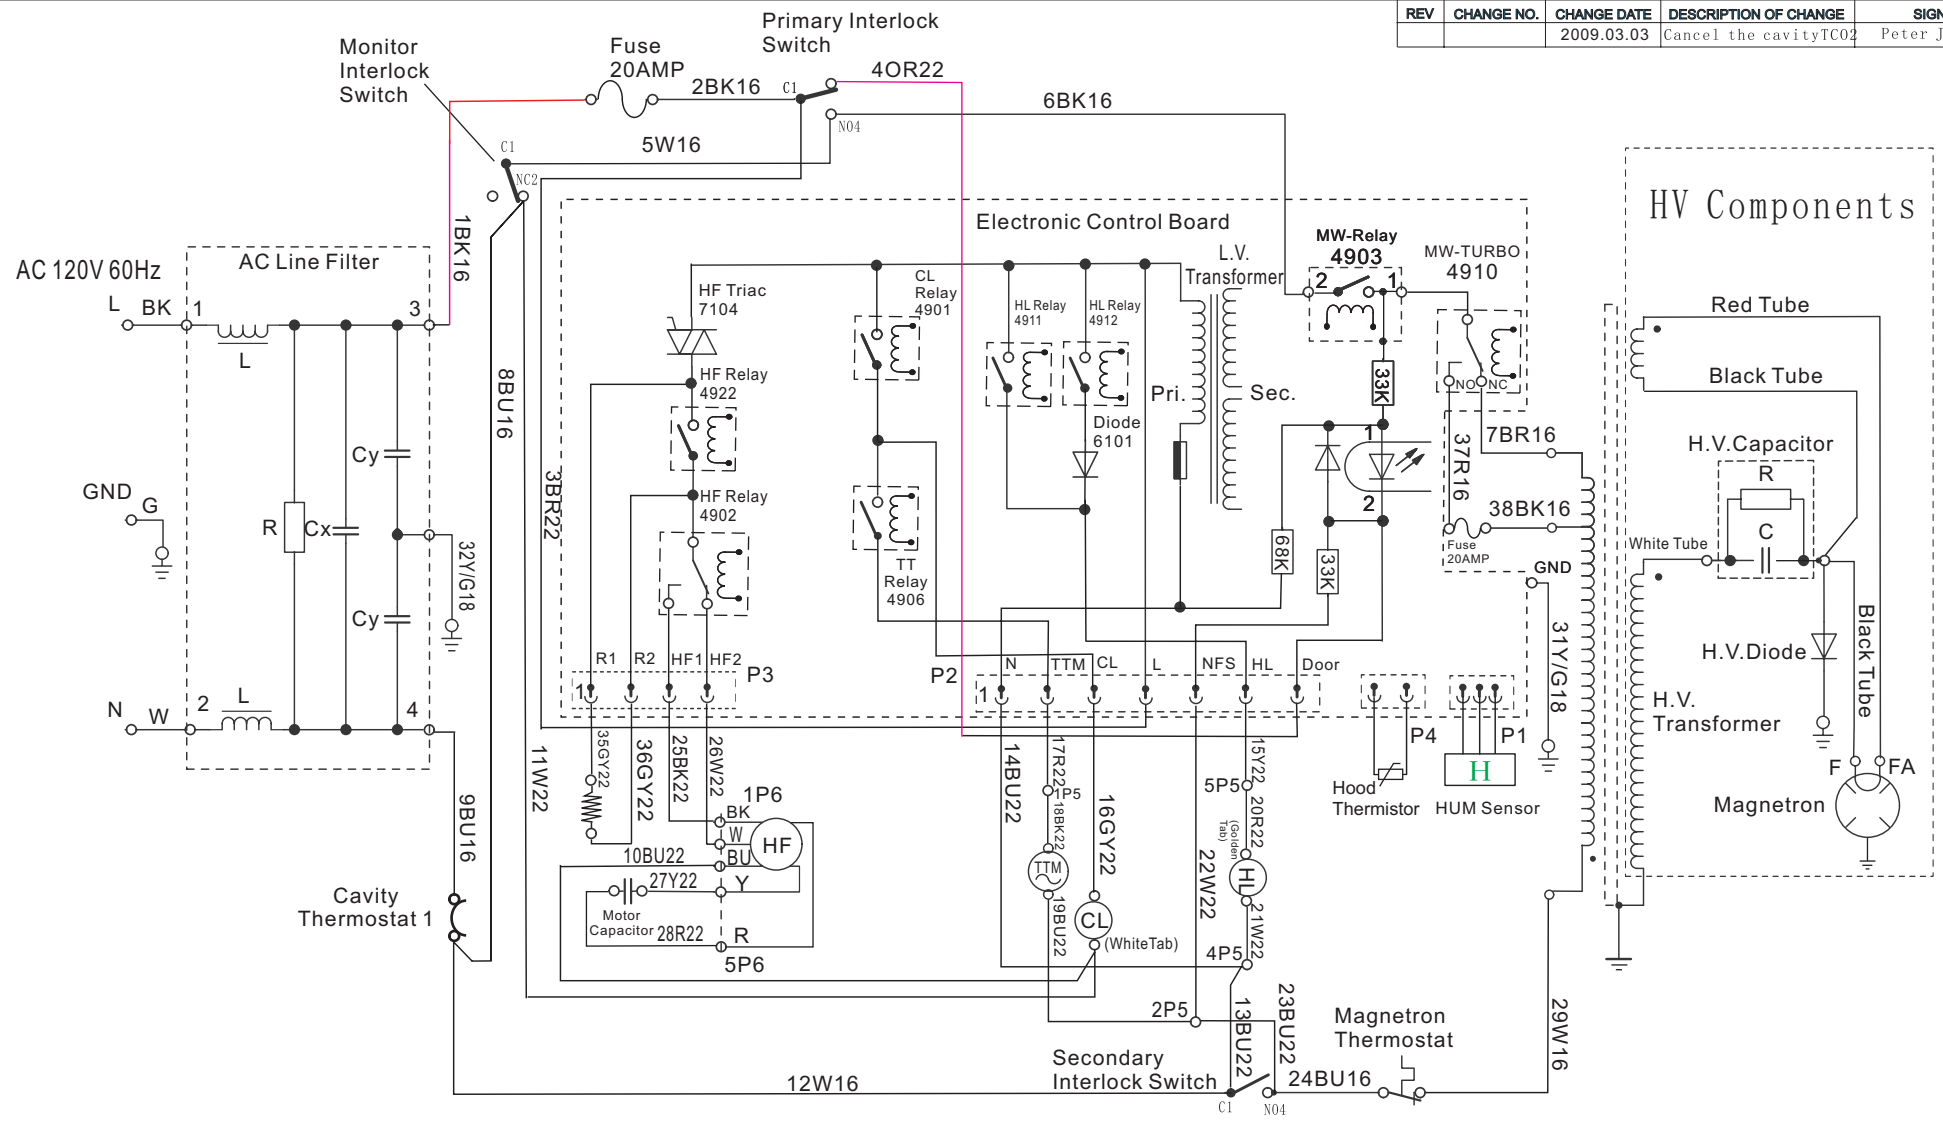 REV CHANGE NO. CHANGE DATE DESCRIPTION OF CHANGE SIGN
2009.03.03 Cancel the cavityTCO2 Peter J
Primary Interlock
Switch
Monitor
Interlock
Switch
Fuse
20AMP
2BK16
C1
4OR22
6BK16
NO4
5W16
C1
NC2
1BK16
HV Components
Electronic Control Board
AC 120V 60Hz
AC Line Filter
L BK 1
3
L
MW-Relay
4903
2 1
MW-TURBO
4910
L.V.
Transformer
HF Triac
7104
CL
Relay
4901
HL Relay
4911
HL Relay
4912
Red Tube
Black Tube
8BU16
HF Relay
4922
Pri.
Sec.
33K
NO NC
Diode
6101
1
2
37R16
7BR16
H.V.Capacitor
R
C
Cy
GND
G
R
Cx
32Y/G18
3BR22
HF Relay
4902
38BK16
Fuse
20AMP
White Tube
68K
33K
TT
Relay
4906
GND
Cy
31Y/G18
Black Tube
H.V.Diode
R1 R2 HF1 HF2
P3
1
P2
N TTM CL L NFS HL Door
1
H.V.
Transformer
N W 2
L
4
P4
P1
H
Hood
Thermistor
HUM Sensor
F FA
Magnetron
11W22
35GY22
36GY22
25BK22
26W22
14BU22
17R22
1P5
18BK22
16GY22
15Y22
5P5
20R22
(Golden
Tab)
22W22
9BU16
1P6
BK
W
BU
HF
10BU22
27Y22
Y
Motor
Capacitor
28R22
R
5P6
TTM
19BU22
CL
(WhiteTab)
HL
21W22
4P5
Cavity
Thermostat 1
2P5
13BU22
23BU22
Magnetron
Thermostat
29W16
Secondary
Interlock Switch
12W16
24BU16
C1
NO4